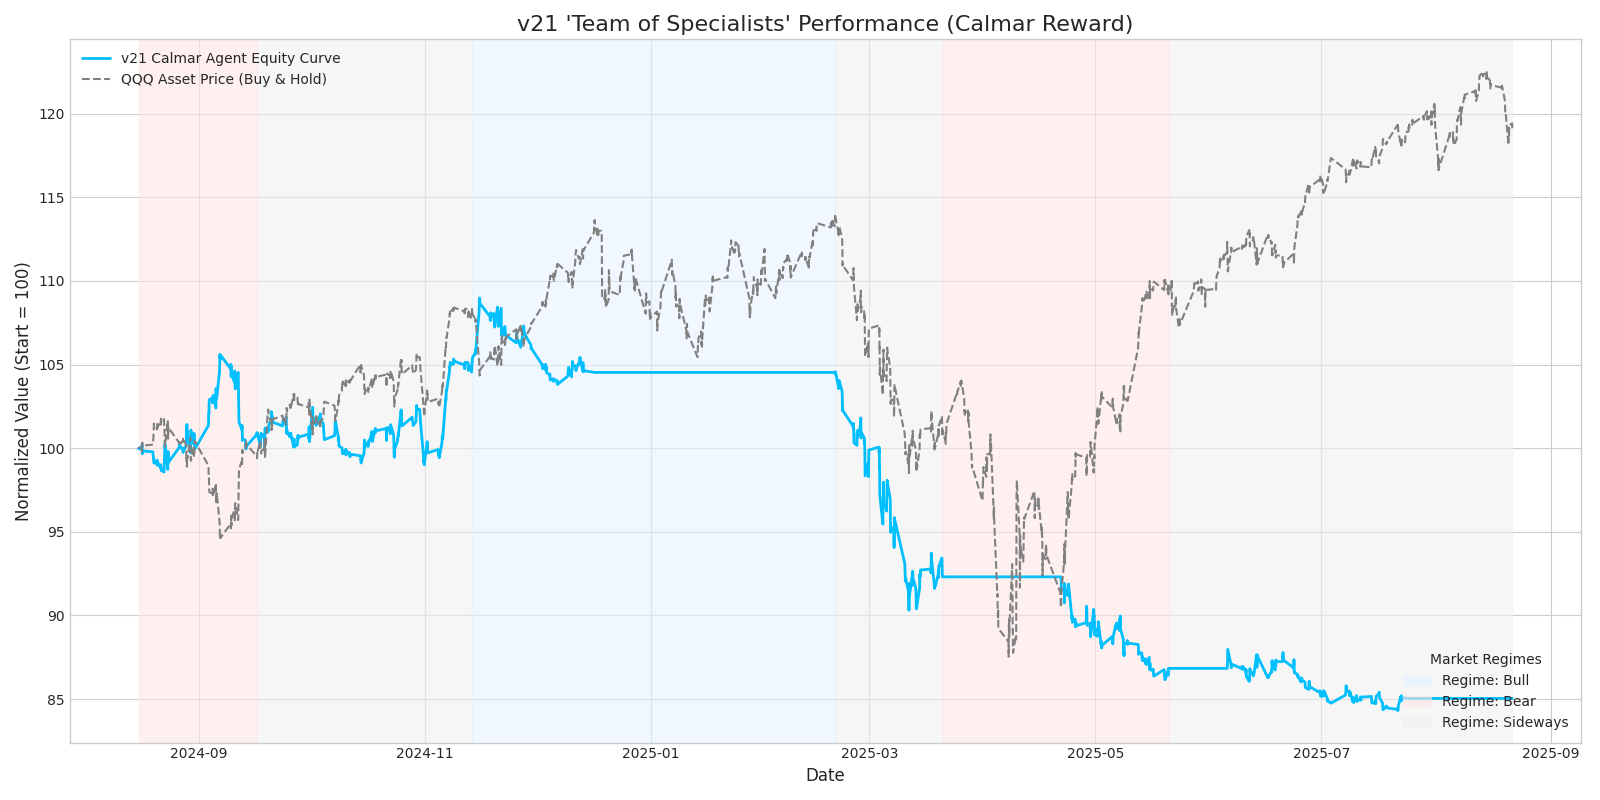 v21 'Team of Specialists' Performance (Calmar Reward)
v21 Calmar Agent Equity Curve
QQQ Asset Price (Buy & Hold)
Normalized Value (Start = 100)
120
115
110
105
100
95
90
85
Market Regimes
Regime: Bull
Regime: Bear
Regime: Sideways
2024-09
2024-11
2025-01
2025-03
2025-05
2025-07
2025-09
Date